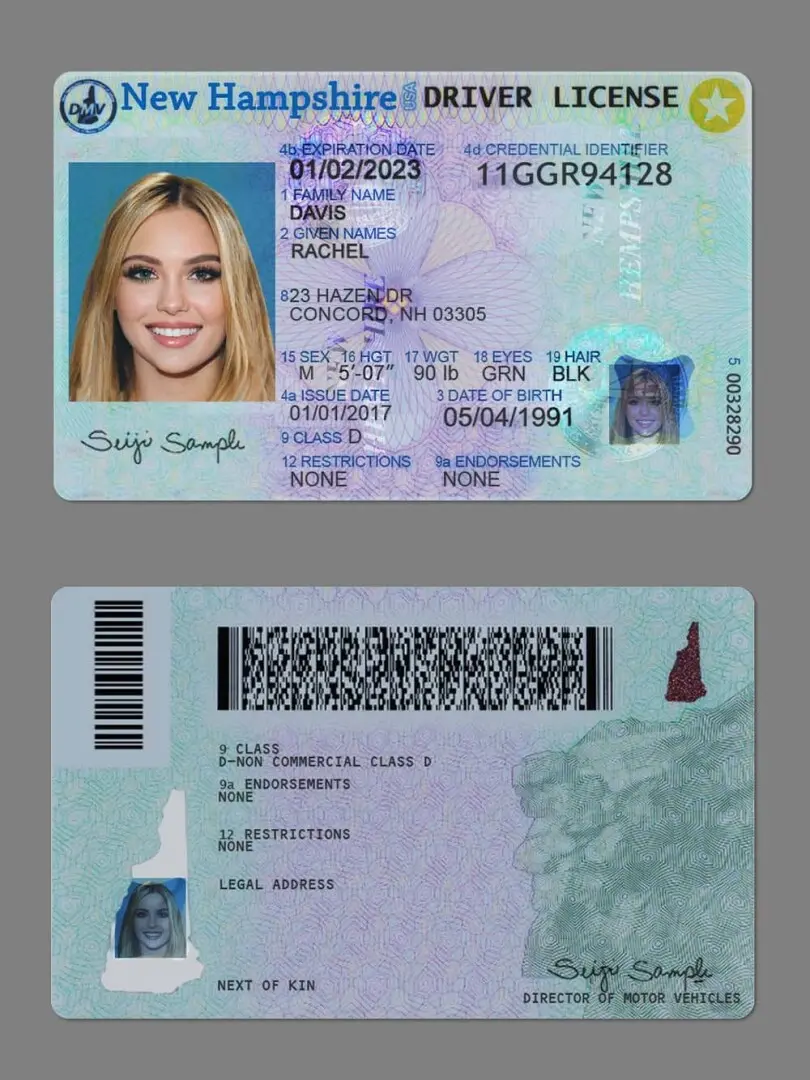 DMV New Hampshire USA DRIVER LICENSE
4b EXPIRATION DATE 4d CREDENTIAL IDENTIFIER
01/02/2023 11GGR94128
1 FAMILY NAME
DAVIS
2 GIVEN NAMES
RACHEL
823 HAZEN DR
CONCORD, NH 03305
15 SEX 16 HGT 17 WGT 18 EYES 19 HAIR
M 5'-07" 90 lb GRN BLK
4a ISSUE DATE 3 DATE OF BIRTH
01/01/2017 05/04/1991
9 CLASS D
12 RESTRICTIONS 9a ENDORSEMENTS
NONE NONE
Seiji Sample
5 00328290
9 CLASS
D-NON COMMERCIAL CLASS D
9a ENDORSEMENTS
NONE
12 RESTRICTIONS
NONE
LEGAL ADDRESS
NEXT OF KIN
Seiji Sample
DIRECTOR OF MOTOR VEHICLES